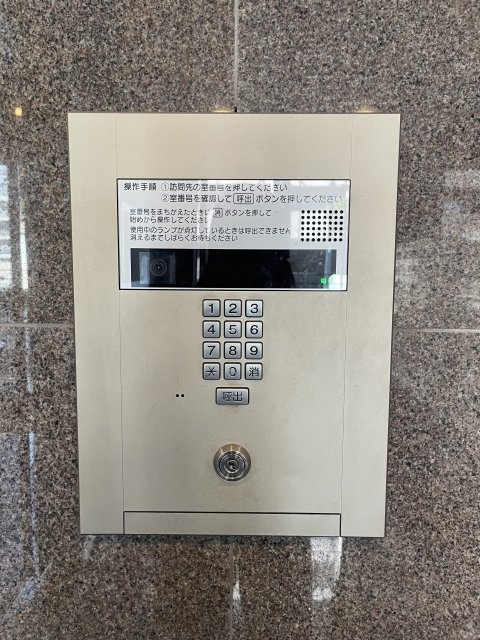 操作手順 ①訪問先の室番号を押してください
②室番号を確認して 呼出 ボタンを押してください
室番号をまちがえたときは 消 ボタンを押して
始めから操作してください
使用中のランプが点灯しているときは呼出できません
消えるまでしばらくお待ちください
1 2 3
4 5 6
7 8 9
* 0 消
呼出